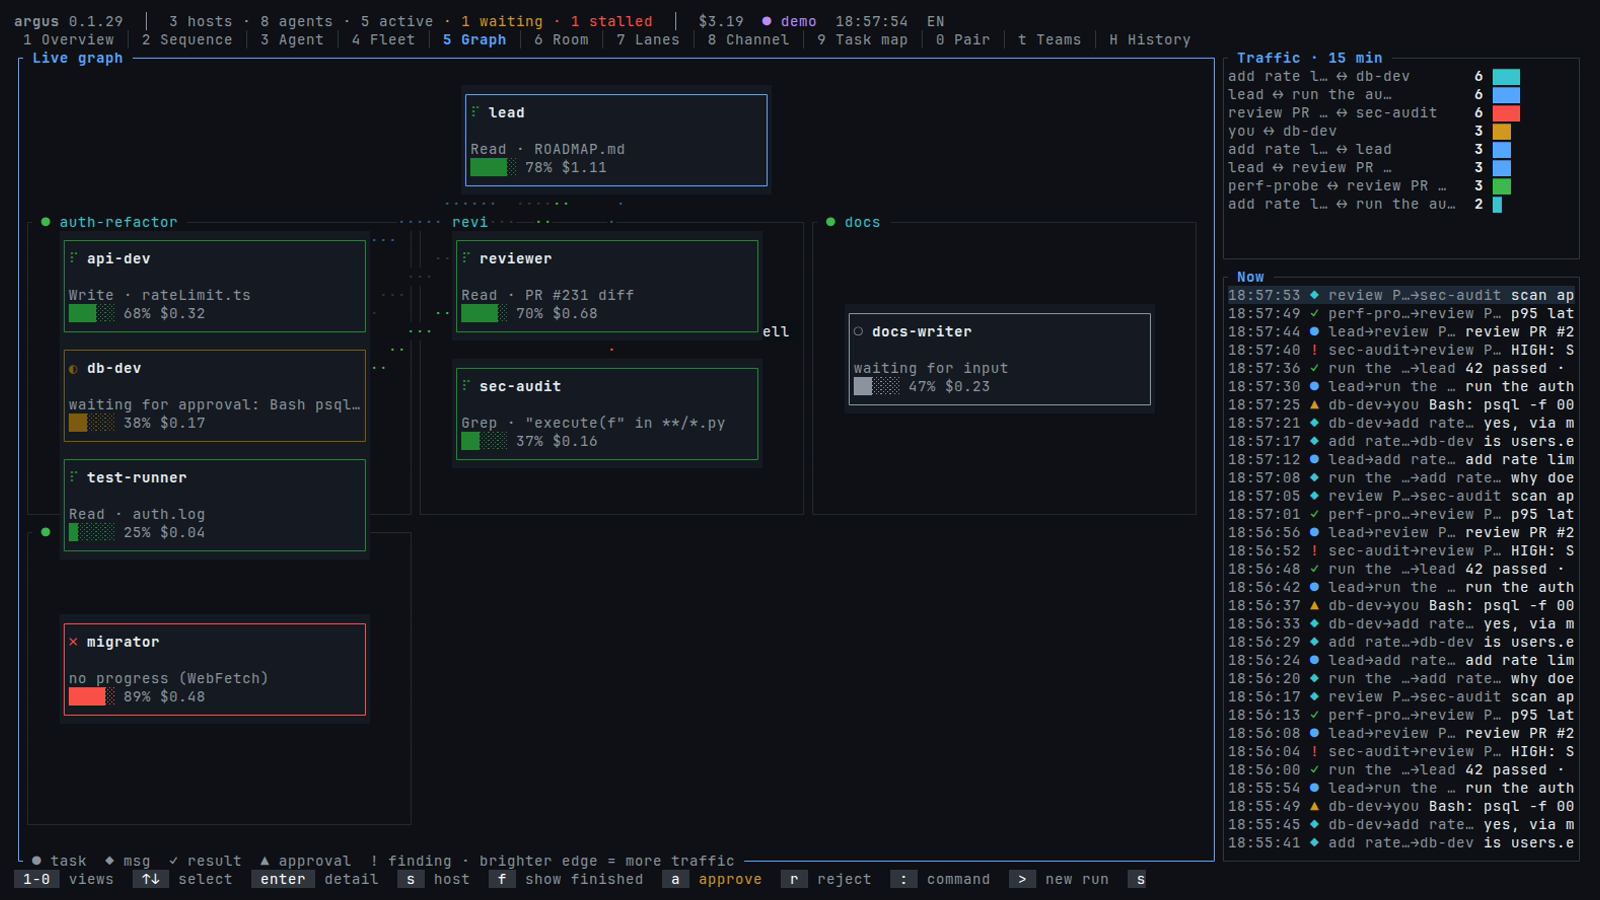 argus 0.1.29 │ 3 hosts · 8 agents · 5 active · 1 waiting · 1 stalled │ $3.19 ● demo 18:57:54 EN
1 Overview │ 2 Sequence │ 3 Agent │ 4 Fleet │ 5 Graph │ 6 Room │ 7 Lanes │ 8 Channel │ 9 Task map │ 0 Pair │ t Teams │ H History
Live graph
lead
Read · ROADMAP.md
78% $1.11
● auth-refactor
api-dev
Write · rateLimit.ts
68% $0.32
db-dev
waiting for approval: Bash psql…
38% $0.17
test-runner
Read · auth.log
25% $0.04
revi
reviewer
Read · PR #231 diff
70% $0.68
ell
sec-audit
Grep · "execute(f" in **/*.py
37% $0.16
● docs
docs-writer
waiting for input
47% $0.23
✕ migrator
no progress (WebFetch)
89% $0.48
● task ◆ msg ✓ result ▲ approval ! finding · brighter edge = more traffic
Traffic · 15 min
add rate l… ↔ db-dev 6
lead ↔ run the au… 6
review PR … ↔ sec-audit 6
you ↔ db-dev 3
add rate l… ↔ lead 3
lead ↔ review PR … 3
perf-probe ↔ review PR … 3
add rate l… ↔ run the au… 2
Now
18:57:53 ◆ review P…→sec-audit scan ap
18:57:49 ✓ perf-pro…→review P… p95 lat
18:57:44 ● lead→review P… review PR #2
18:57:40 ! sec-audit→review P… HIGH: S
18:57:36 ✓ run the …→lead 42 passed ·
18:57:30 ● lead→run the … run the auth
18:57:25 ▲ db-dev→you Bash: psql -f 00
18:57:21 ◆ db-dev→add rate… yes, via m
18:57:17 ◆ add rate…→db-dev is users.e
18:57:12 ● lead→add rate… add rate lim
18:57:08 ◆ run the …→add rate… why doe
18:57:05 ◆ review P…→sec-audit scan ap
18:57:01 ✓ perf-pro…→review P… p95 lat
18:56:56 ● lead→review P… review PR #2
18:56:52 ! sec-audit→review P… HIGH: S
18:56:48 ✓ run the …→lead 42 passed ·
18:56:42 ● lead→run the … run the auth
18:56:37 ▲ db-dev→you Bash: psql -f 00
18:56:33 ◆ db-dev→add rate… yes, via m
18:56:29 ◆ add rate…→db-dev is users.e
18:56:24 ● lead→add rate… add rate lim
18:56:20 ◆ run the …→add rate… why doe
18:56:17 ◆ review P…→sec-audit scan ap
18:56:13 ✓ perf-pro…→review P… p95 lat
18:56:08 ● lead→review P… review PR #2
18:56:04 ! sec-audit→review P… HIGH: S
18:56:00 ✓ run the …→lead 42 passed ·
18:55:54 ● lead→run the … run the auth
18:55:49 ▲ db-dev→you Bash: psql -f 00
18:55:45 ◆ db-dev→add rate… yes, via m
18:55:41 ◆ add rate…→db-dev is users.e
1-0 views ↑↓ select enter detail s host f show finished a approve r reject : command > new run s